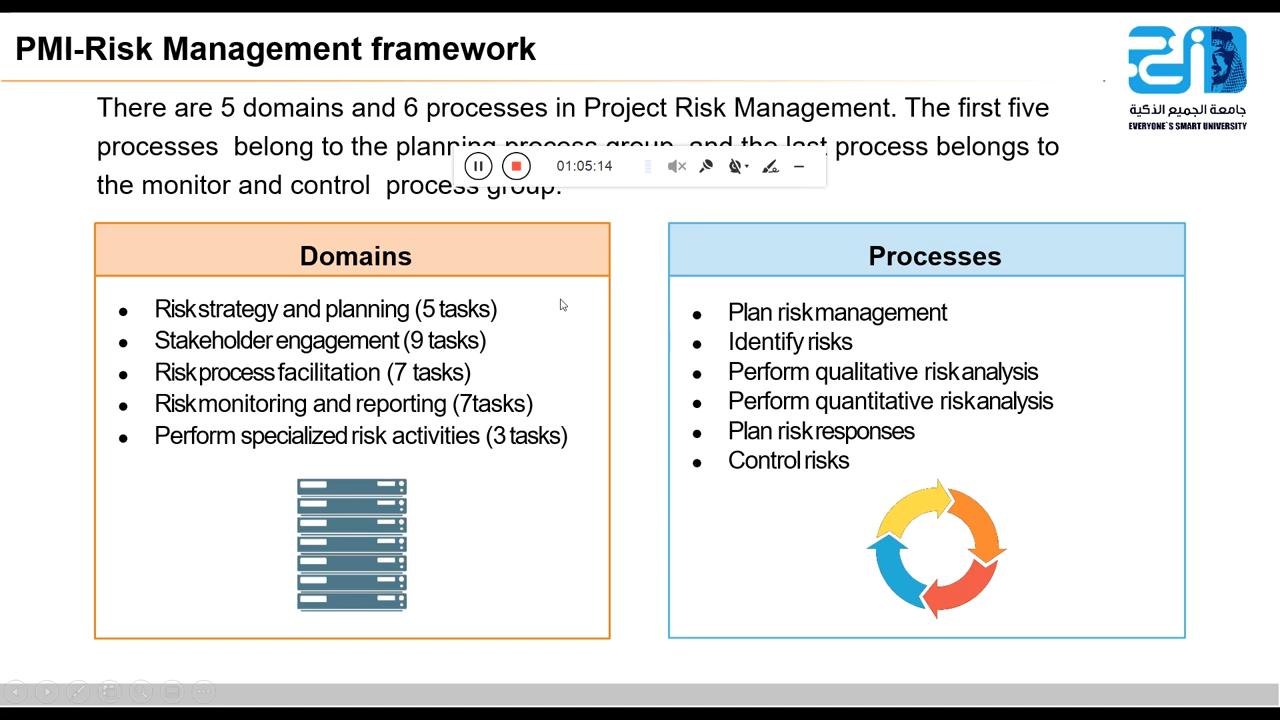 PMI-Risk Management framework
جامعة الجميع الذكية
EVERYONE`S SMART UNIVERSITY
There are 5 domains and 6 processes in Project Risk Management. The first five
processes belong to the planning process group, and the last process belongs to
the monitor and control process group.
01:05:14
Domains
Risk strategy and planning (5 tasks)
Stakeholder engagement (9 tasks)
Risk process facilitation (7 tasks)
Risk monitoring and reporting (7tasks)
Perform specialized risk activities (3 tasks)
Processes
Plan risk management
Identify risks
Perform qualitative risk analysis
Perform quantitative risk analysis
Plan risk responses
Control risks